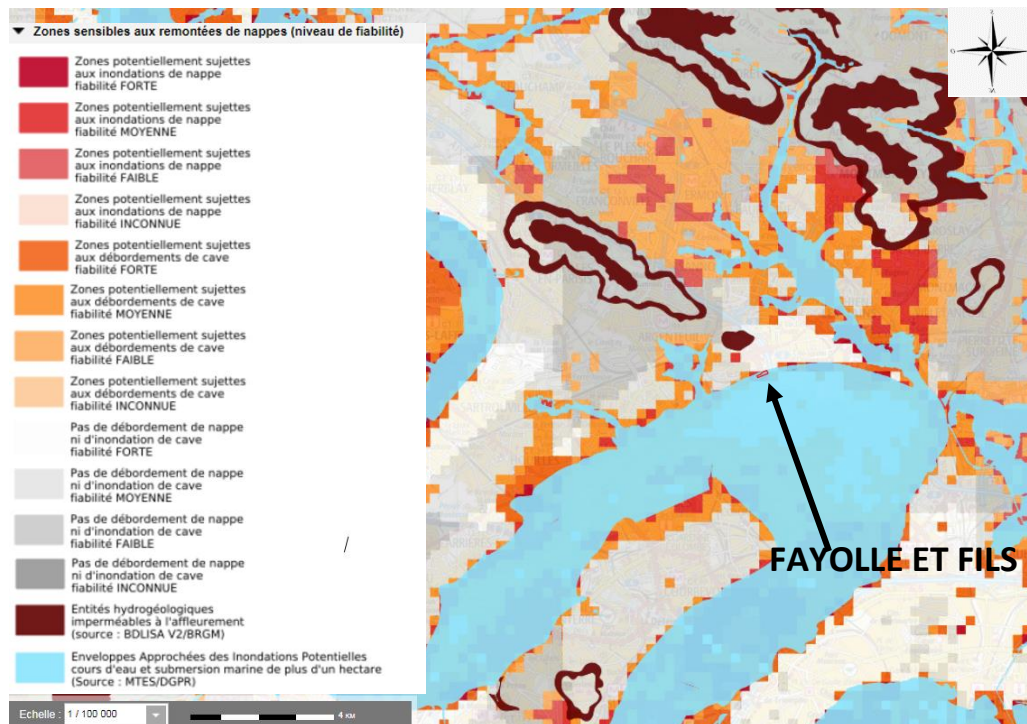 Zones sensibles aux remontées de nappes (niveau de fiabilité)
Zones potentiellement sujettes
aux inondations de nappe
fiabilité FORTE
Zones potentiellement sujettes
aux inondations de nappe
fiabilité MOYENNE
Zones potentiellement sujettes
aux inondations de nappe
fiabilité FAIBLE
Zones potentiellement sujettes
aux inondations de nappe
fiabilité INCONNUE
Zones potentiellement sujettes
aux débordements de cave
fiabilité FORTE
Zones potentiellement sujettes
aux débordements de cave
fiabilité MOYENNE
Zones potentiellement sujettes
aux débordements de cave
fiabilité FAIBLE
Zones potentiellement sujettes
aux débordements de cave
fiabilité INCONNUE
Pas de débordement de nappe
ni d'inondation de cave
fiabilité FORTE
Pas de débordement de nappe
ni d'inondation de cave
fiabilité MOYENNE
Pas de débordement de nappe
ni d'inondation de cave
fiabilité FAIBLE
Pas de débordement de nappe
ni d'inondation de cave
fiabilité INCONNUE
Entités hydrogéologiques
imperméables à l'affleurement
(source : BDLISA V2/BRGM)
Enveloppes Approchées des Inondations Potentielles
cours d'eau et submersion marine de plus d'un hectare
(Source : MTES/DGPR)
Echelle : 1 / 100 000
4 KM
FAYOLLE ET FILS